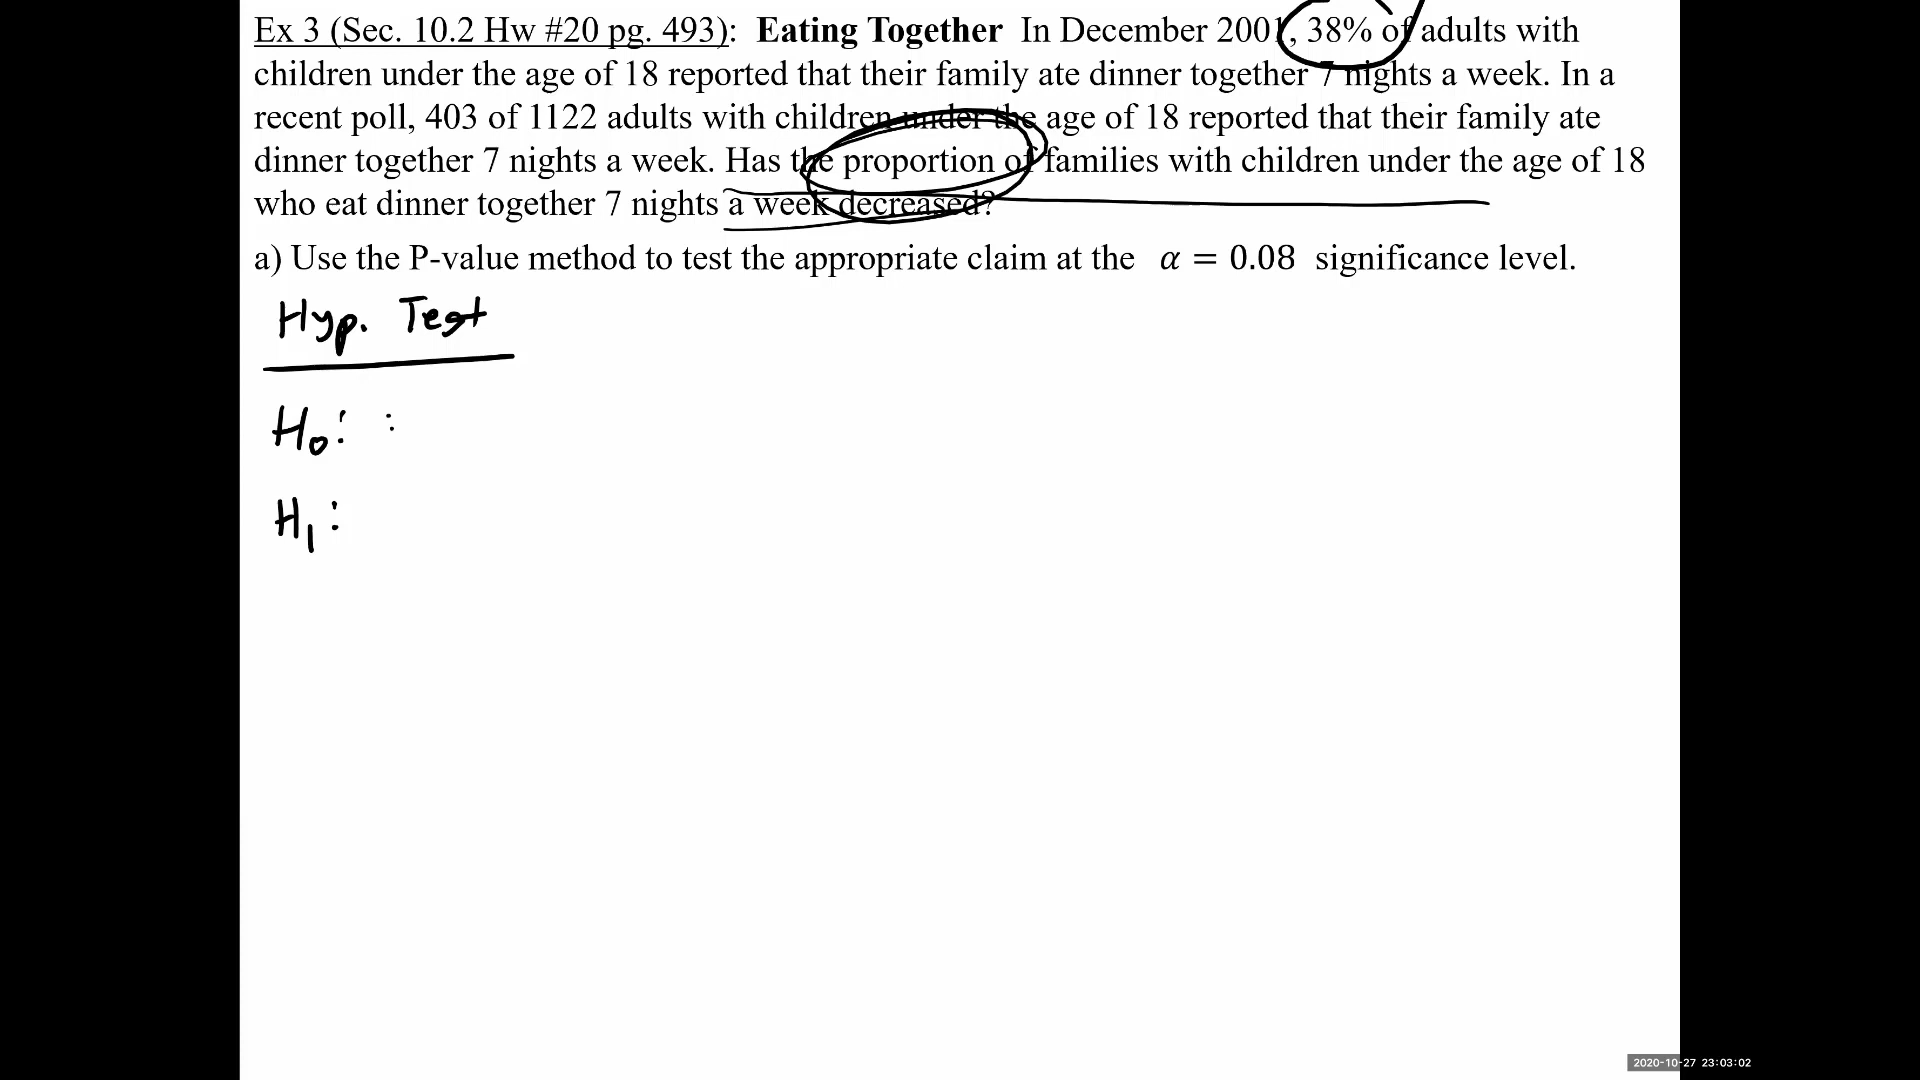 Ex 3 (Sec. 10.2 Hw #20 pg. 493): Eating Together In December 2001, 38% of adults with
children under the age of 18 reported that their family ate dinner together 7 nights a week. In a
recent poll, 403 of 1122 adults with children under the age of 18 reported that their family ate
dinner together 7 nights a week. Has the proportion of families with children under the age of 18
who eat dinner together 7 nights a week decreased?
a) Use the P-value method to test the appropriate claim at the α = 0.08 significance level.
Hyp. Test
H₀: :
H₁:
2020-10-27 23:03:02